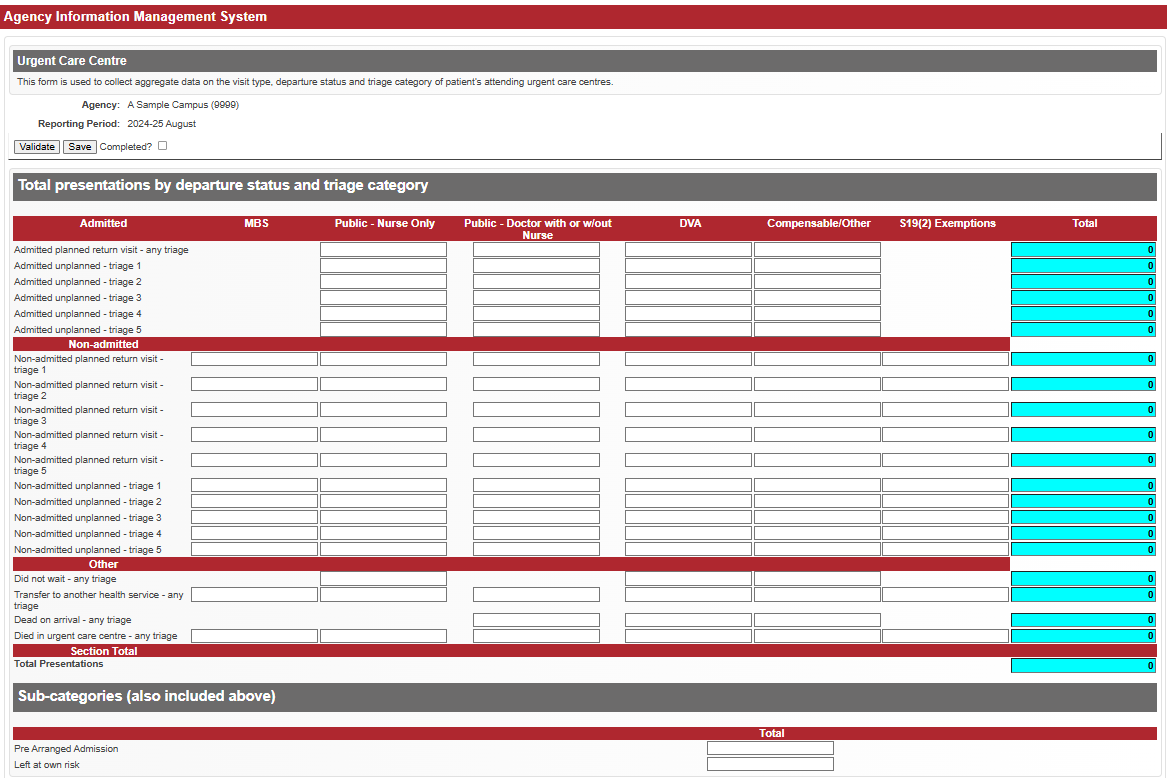 Agency Information Management System
Urgent Care Centre
This form is used to collect aggregate data on the visit type, departure status and triage category of patient's attending urgent care centres.
Agency: A Sample Campus (9999)
Reporting Period: 2024-25 August
Validate Save Completed?
Total presentations by departure status and triage category
Admitted MBS Public - Nurse Only Public - Doctor with or w/out Nurse DVA Compensable/Other S19(2) Exemptions Total
Admitted planned return visit - any triage 0
Admitted unplanned - triage 1 0
Admitted unplanned - triage 2 0
Admitted unplanned - triage 3 0
Admitted unplanned - triage 4 0
Admitted unplanned - triage 5 0
Non-admitted
Non-admitted planned return visit - 0
triage 1
Non-admitted planned return visit - 0
triage 2
Non-admitted planned return visit - 0
triage 3
Non-admitted planned return visit - 0
triage 4
Non-admitted planned return visit - 0
triage 5
Non-admitted unplanned - triage 1 0
Non-admitted unplanned - triage 2 0
Non-admitted unplanned - triage 3 0
Non-admitted unplanned - triage 4 0
Non-admitted unplanned - triage 5 0
Other
Did not wait - any triage 0
Transfer to another health service - any 0
triage
Dead on arrival - any triage 0
Died in urgent care centre - any triage 0
Section Total
Total Presentations 0
Sub-categories (also included above)
Total
Pre Arranged Admission
Left at own risk